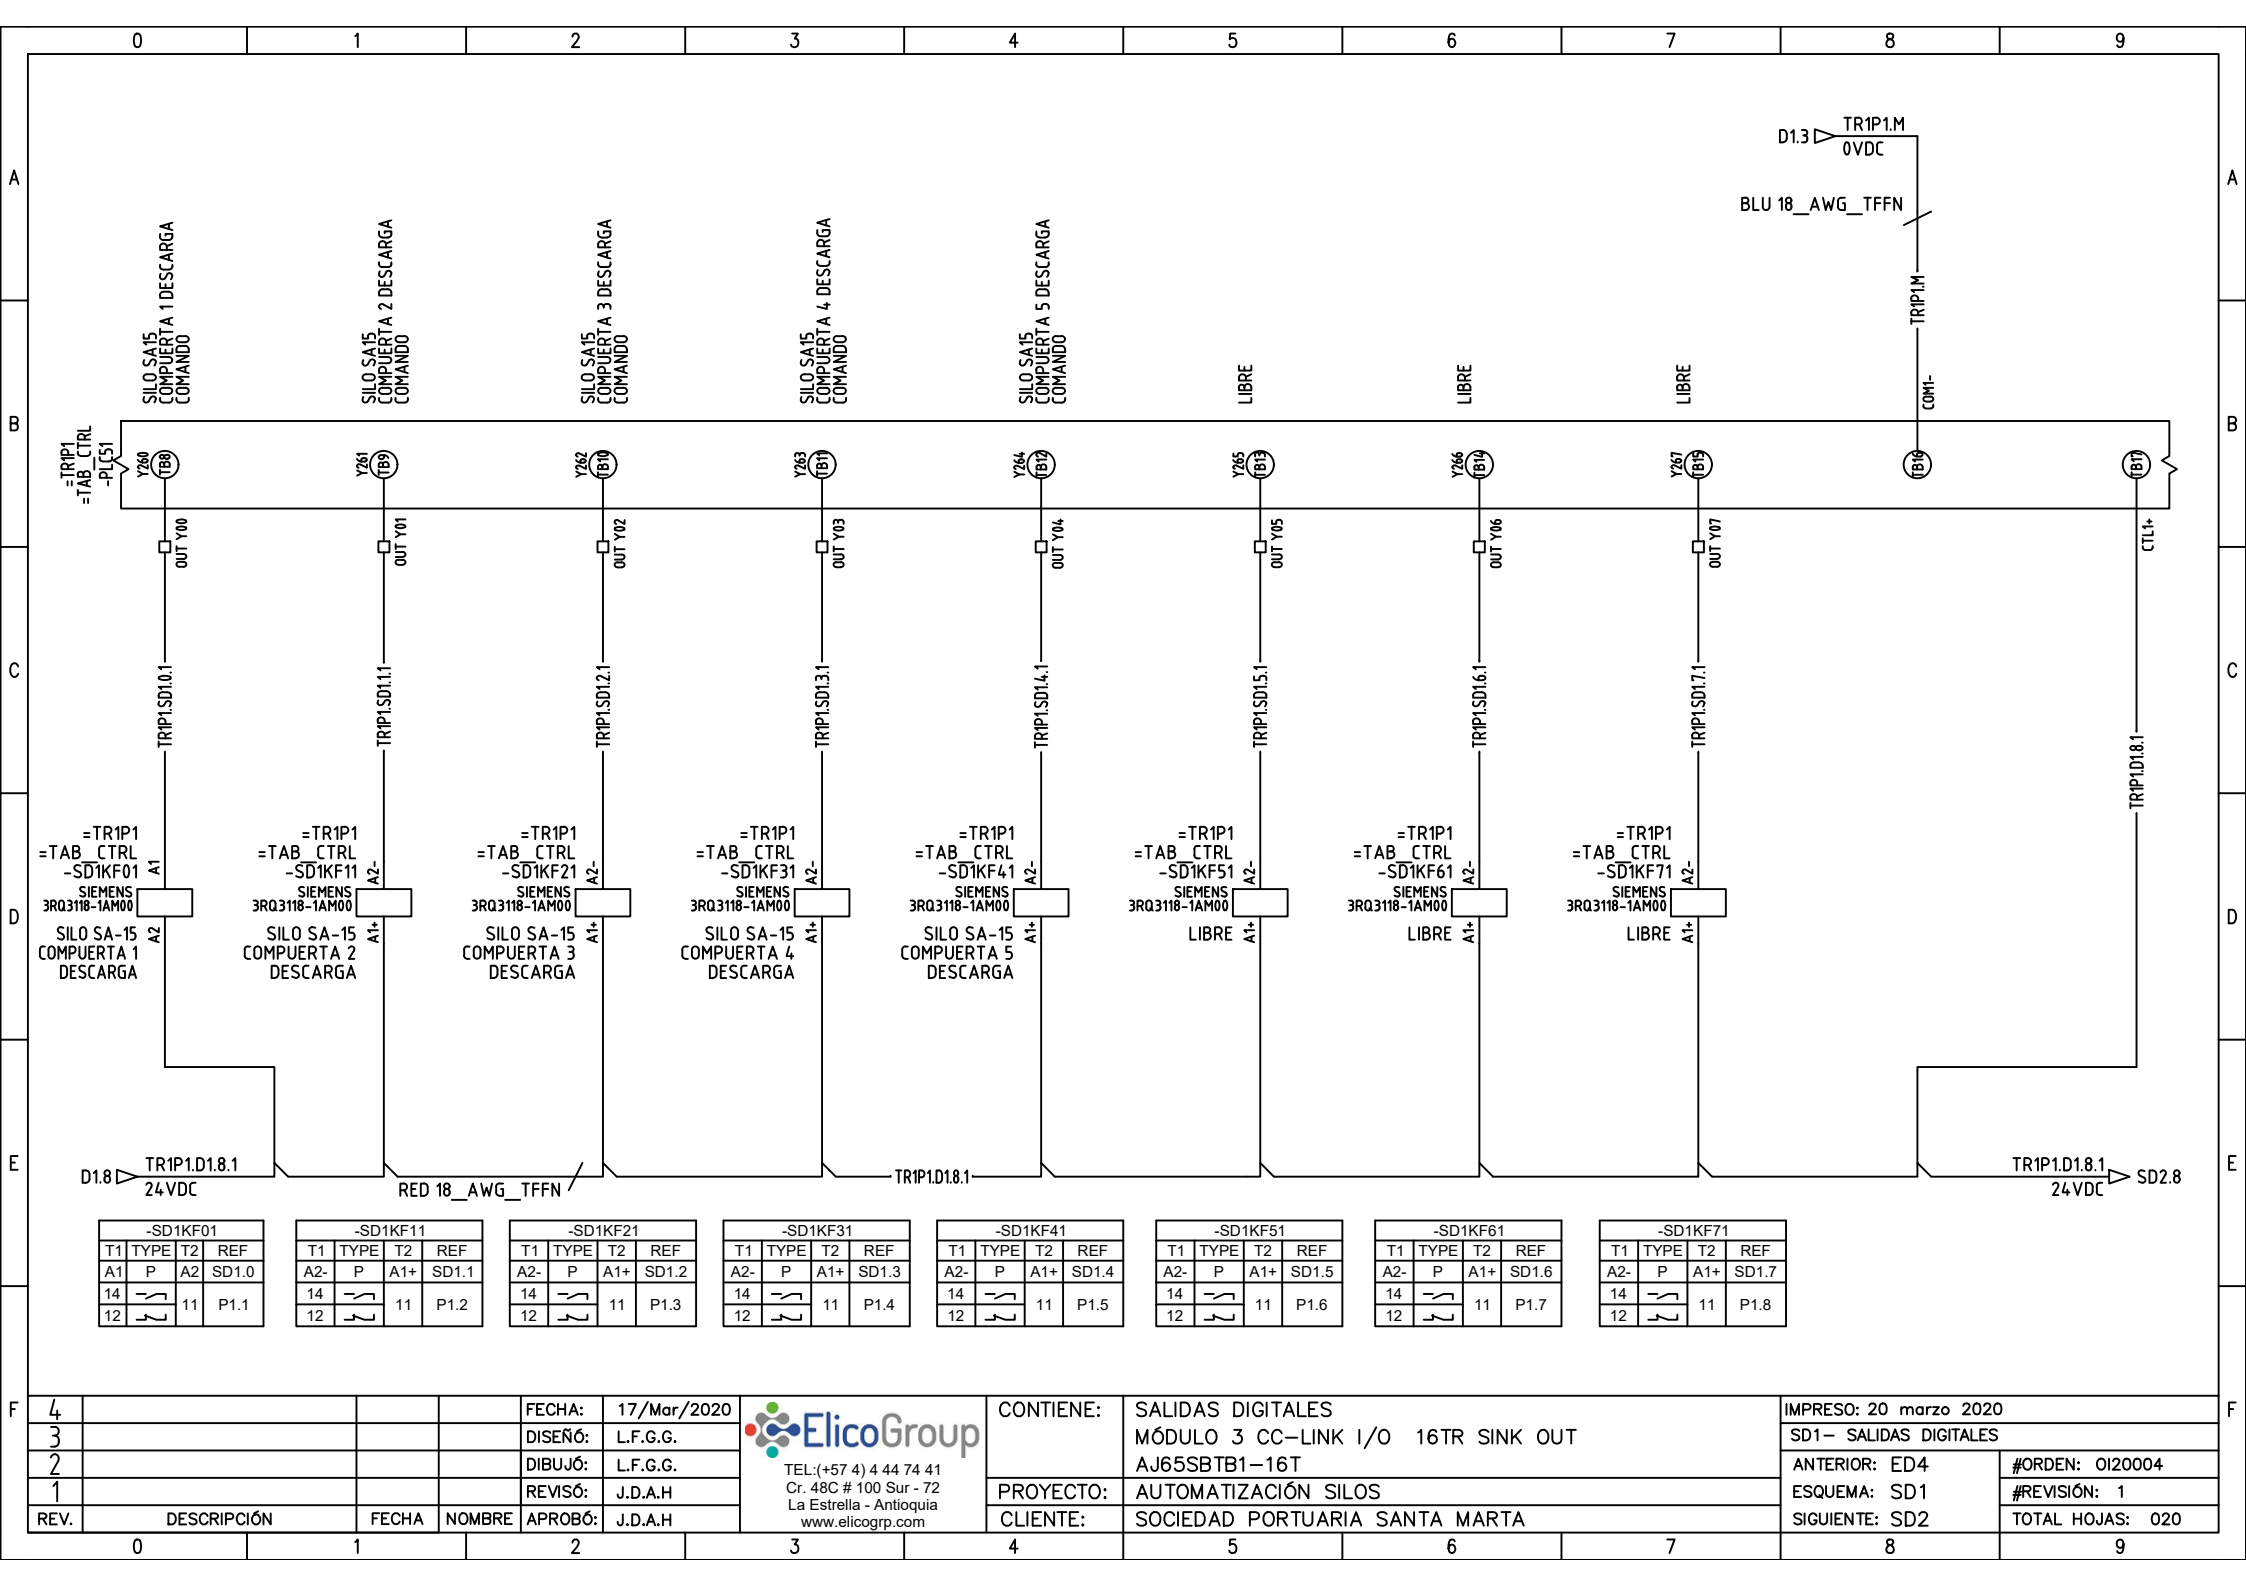 0 1 2 3 4 5 6 7 8 9
A
A
B
B
C
C
D
D
E
E
F
F
D1.3
TR1P1.M
0VDC
BLU 18_AWG_TFFN
TR1P1.M
COM1-
SILO SA15
COMPUERTA 1 DESCARGA
COMANDO
SILO SA15
COMPUERTA 2 DESCARGA
COMANDO
SILO SA15
COMPUERTA 3 DESCARGA
COMANDO
SILO SA15
COMPUERTA 4 DESCARGA
COMANDO
SILO SA15
COMPUERTA 5 DESCARGA
COMANDO
LIBRE
LIBRE
LIBRE
=TR1P1
=TAB_CTRL
-PLC51
Y260
TB8
Y261
TB9
Y262
TB10
Y263
TB11
Y264
TB12
Y265
TB13
Y266
TB14
Y267
TB15
TB16
TB17
OUT Y00
OUT Y01
OUT Y02
OUT Y03
OUT Y04
OUT Y05
OUT Y06
OUT Y07
CTL1+
TR1P1.SD1.0.1
TR1P1.SD1.1.1
TR1P1.SD1.2.1
TR1P1.SD1.3.1
TR1P1.SD1.4.1
TR1P1.SD1.5.1
TR1P1.SD1.6.1
TR1P1.SD1.7.1
TR1P1.D1.8.1
=TR1P1
=TAB_CTRL
-SD1KF01
SIEMENS
3RQ3118-1AM00
A1
A2
SILO SA-15
COMPUERTA 1
DESCARGA
=TR1P1
=TAB_CTRL
-SD1KF11
SIEMENS
3RQ3118-1AM00
A2-
A1+
SILO SA-15
COMPUERTA 2
DESCARGA
=TR1P1
=TAB_CTRL
-SD1KF21
SIEMENS
3RQ3118-1AM00
A2-
A1+
SILO SA-15
COMPUERTA 3
DESCARGA
=TR1P1
=TAB_CTRL
-SD1KF31
SIEMENS
3RQ3118-1AM00
A2-
A1+
SILO SA-15
COMPUERTA 4
DESCARGA
=TR1P1
=TAB_CTRL
-SD1KF41
SIEMENS
3RQ3118-1AM00
A2-
A1+
SILO SA-15
COMPUERTA 5
DESCARGA
=TR1P1
=TAB_CTRL
-SD1KF51
SIEMENS
3RQ3118-1AM00
A2-
A1+
LIBRE
=TR1P1
=TAB_CTRL
-SD1KF61
SIEMENS
3RQ3118-1AM00
A2-
A1+
LIBRE
=TR1P1
=TAB_CTRL
-SD1KF71
SIEMENS
3RQ3118-1AM00
A2-
A1+
LIBRE
D1.8
TR1P1.D1.8.1
24VDC
RED 18_AWG_TFFN
TR1P1.D1.8.1
TR1P1.D1.8.1
24VDC
SD2.8
-SD1KF01
T1 TYPE T2 REF
A1 P A2 SD1.0
14
11 P1.1
12
-SD1KF11
T1 TYPE T2 REF
A2- P A1+ SD1.1
14
11 P1.2
12
-SD1KF21
T1 TYPE T2 REF
A2- P A1+ SD1.2
14
11 P1.3
12
-SD1KF31
T1 TYPE T2 REF
A2- P A1+ SD1.3
14
11 P1.4
12
-SD1KF41
T1 TYPE T2 REF
A2- P A1+ SD1.4
14
11 P1.5
12
-SD1KF51
T1 TYPE T2 REF
A2- P A1+ SD1.5
14
11 P1.6
12
-SD1KF61
T1 TYPE T2 REF
A2- P A1+ SD1.6
14
11 P1.7
12
-SD1KF71
T1 TYPE T2 REF
A2- P A1+ SD1.7
14
11 P1.8
12
4
3
2
1
REV. DESCRIPCIÓN FECHA NOMBRE
FECHA: 17/Mar/2020
DISEÑÓ: L.F.G.G.
DIBUJÓ: L.F.G.G.
REVISÓ: J.D.A.H
APROBÓ: J.D.A.H
ElicoGroup
TEL:(+57 4) 4 44 74 41
Cr. 48C # 100 Sur - 72
La Estrella - Antioquia
www.elicogrp.com
CONTIENE: SALIDAS DIGITALES
MÓDULO 3 CC-LINK I/O 16TR SINK OUT
AJ65SBTB1-16T
PROYECTO: AUTOMATIZACIÓN SILOS
CLIENTE: SOCIEDAD PORTUARIA SANTA MARTA
IMPRESO: 20 marzo 2020
SD1- SALIDAS DIGITALES
ANTERIOR: ED4 #ORDEN: OI20004
ESQUEMA: SD1 #REVISIÓN: 1
SIGUIENTE: SD2 TOTAL HOJAS: 020
0 1 2 3 4 5 6 7 8 9